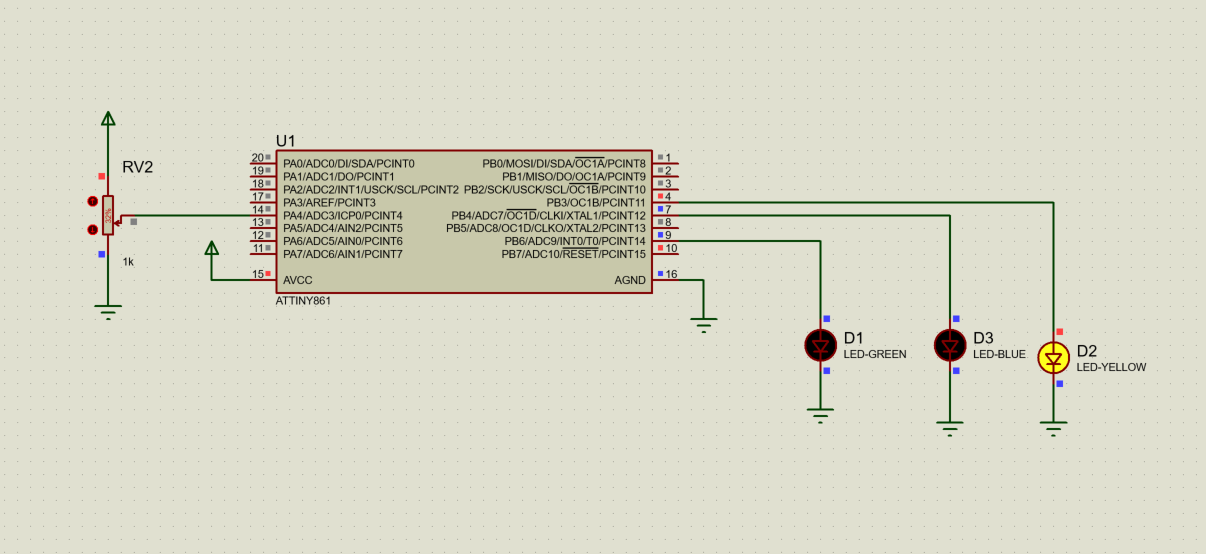 RV2
32%
1k
U1
20 PA0/ADC0/DI/SDA/PCINT0
19 PA1/ADC1/DO/PCINT1
18 PA2/ADC2/INT1/USCK/SCL/PCINT2
17 PA3/AREF/PCINT3
14 PA4/ADC3/ICP0/PCINT4
13 PA5/ADC4/AIN2/PCINT5
12 PA6/ADC5/AIN0/PCINT6
11 PA7/ADC6/AIN1/PCINT7
15 AVCC
PB0/MOSI/DI/SDA/OC1A/PCINT8 1
PB1/MISO/DO/OC1A/PCINT9 2
PB2/SCK/USCK/SCL/OC1B/PCINT10 3
PB3/OC1B/PCINT11 4
PB4/ADC7/OC1D/CLKI/XTAL1/PCINT12 7
PB5/ADC8/OC1D/CLKO/XTAL2/PCINT13 8
PB6/ADC9/INT0/T0/PCINT14 9
PB7/ADC10/RESET/PCINT15 10
AGND 16
ATTINY861
D1
LED-GREEN
D3
LED-BLUE
D2
LED-YELLOW